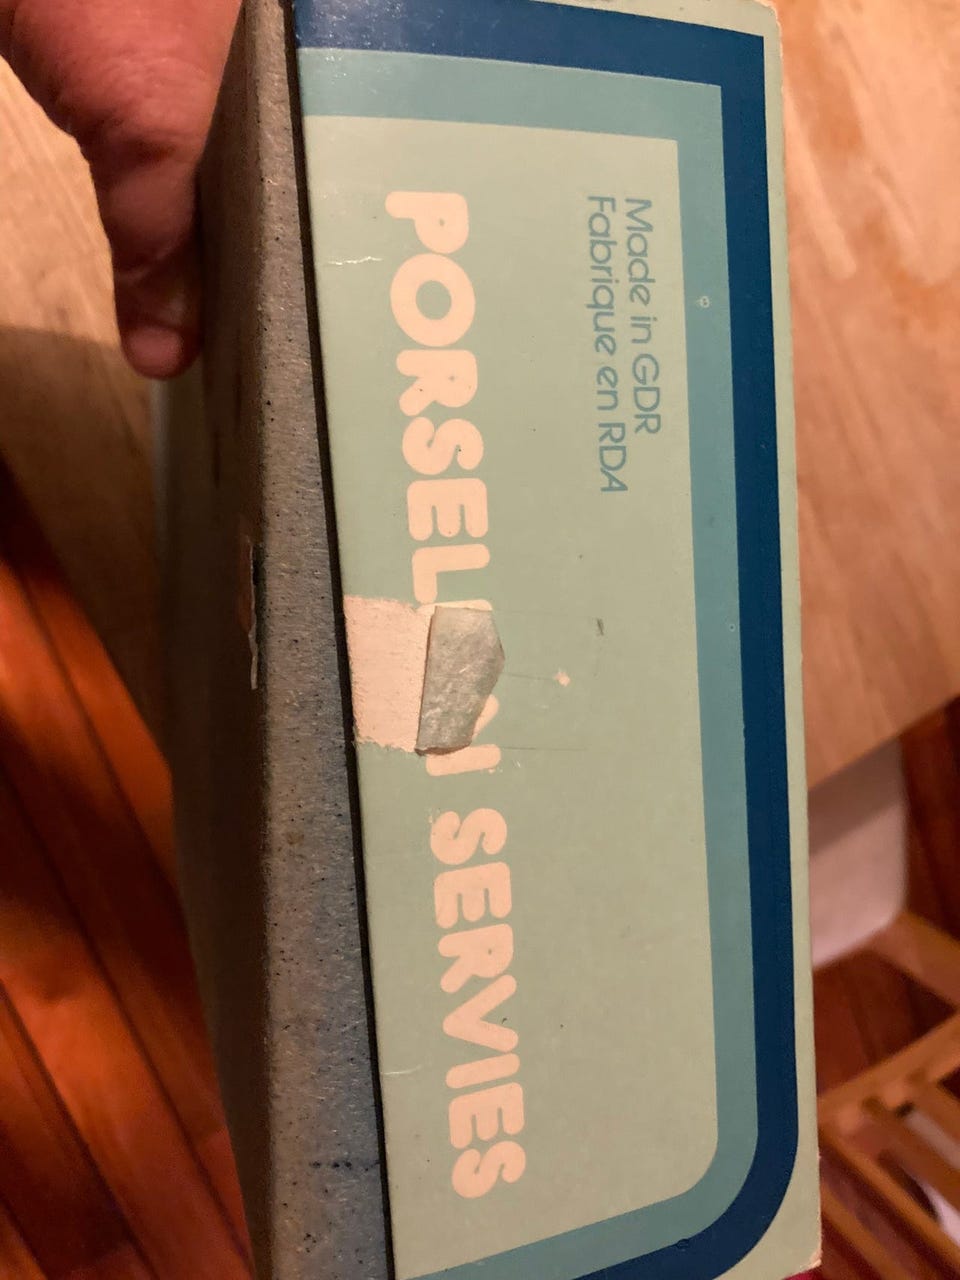 Made in GDR
Fabrique en RDA
SERVIES